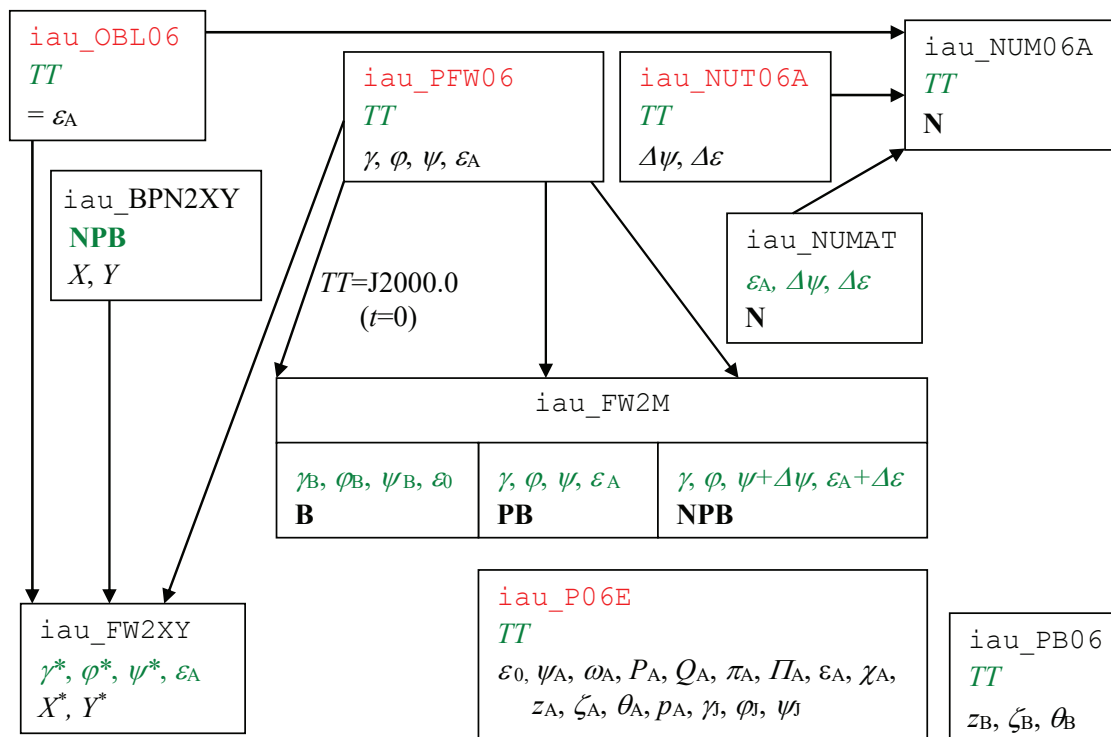 iau_OBL06
TT
= εA
iau_PFW06
TT
γ, φ, ψ, εA
iau_NUT06A
TT
Δψ, Δε
iau_NUM06A
TT
N
iau_BPN2XY
NPB
X, Y
iau_NUMAT
εA, Δψ, Δε
N
TT=J2000.0
(t=0)
iau_FW2M
γB, φB, ψB, ε0
B
γ, φ, ψ, εA
PB
γ, φ, ψ+Δψ, εA+Δε
NPB
iau_FW2XY
γ*, φ*, ψ*, εA
X*, Y*
iau_P06E
TT
ε0, ψA, ωA, PA, QA, πA, ΠA, εA, χA,
zA, ζA, θA, pA, γJ, φJ, ψJ
iau_PB06
TT
zB, ζB, θB